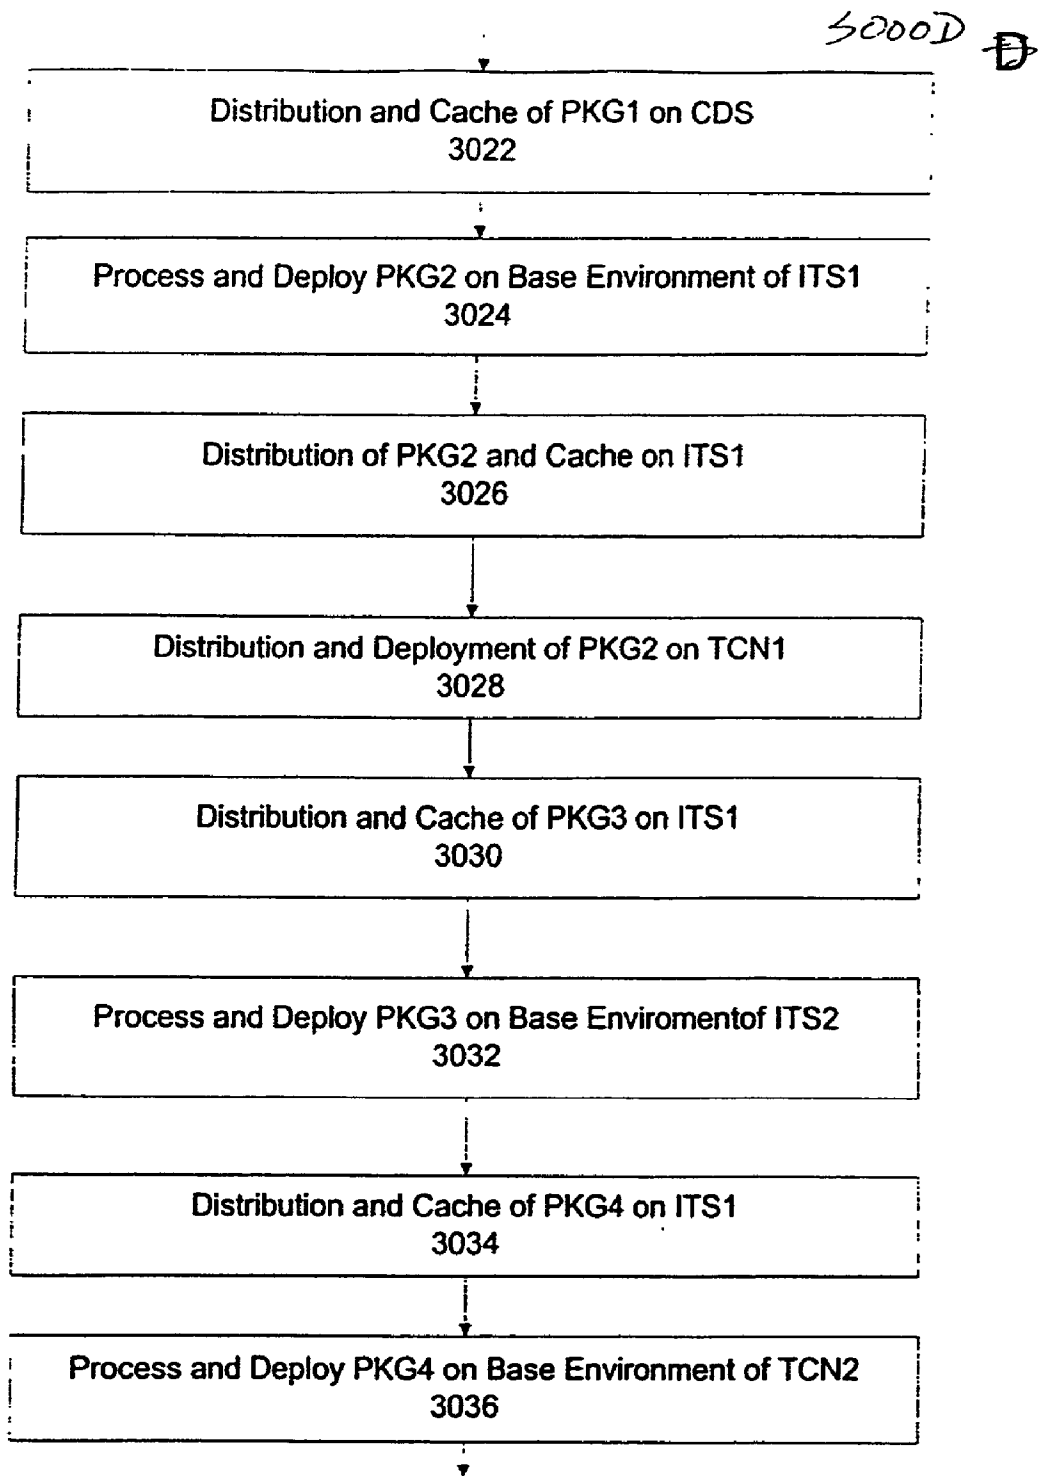 3000D D
Distribution and Cache of PKG1 on CDS
3022
Process and Deploy PKG2 on Base Environment of ITS1
3024
Distribution of PKG2 and Cache on ITS1
3026
Distribution and Deployment of PKG2 on TCN1
3028
Distribution and Cache of PKG3 on ITS1
3030
Process and Deploy PKG3 on Base Enviromentof ITS2
3032
Distribution and Cache of PKG4 on ITS1
3034
Process and Deploy PKG4 on Base Environment of TCN2
3036